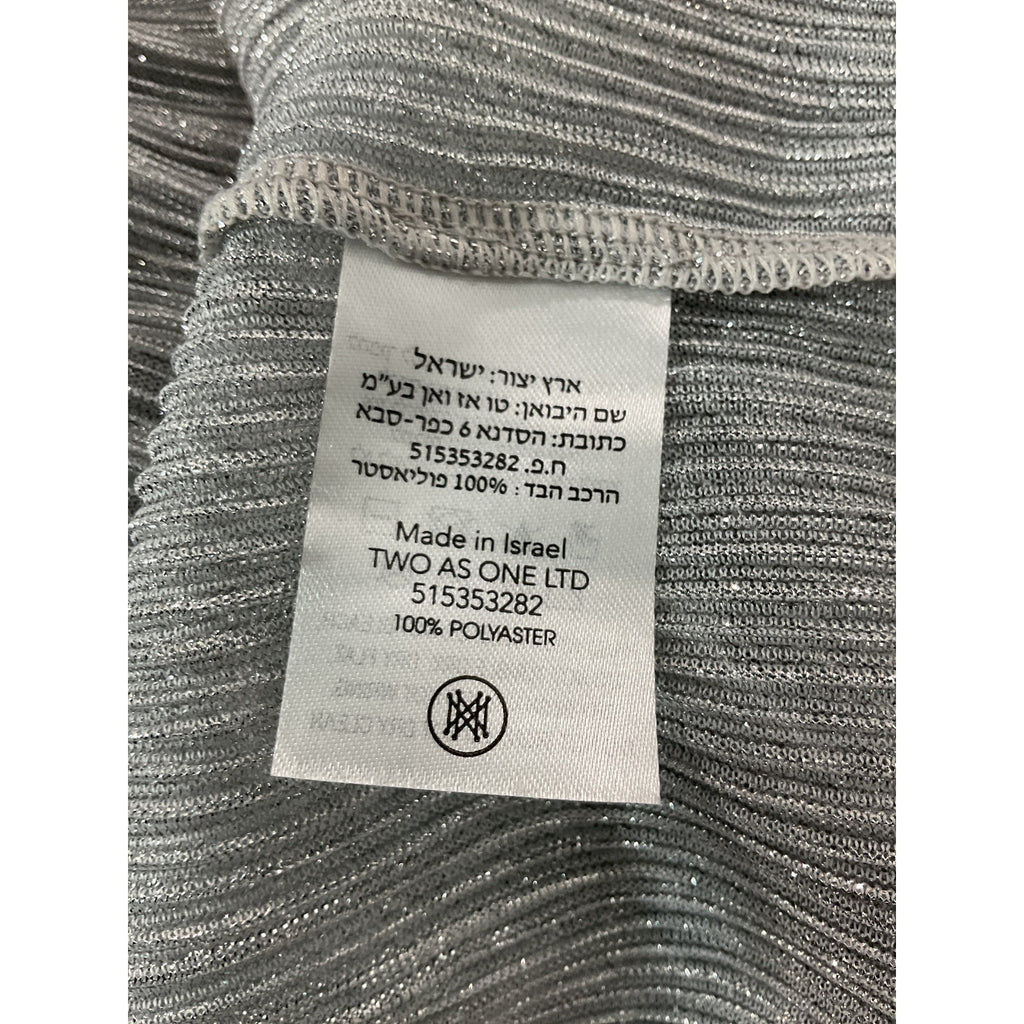 ארץ יצור: ישראל
שם היבואן: טו אז ואן בע"מ
כתובת: הסדנא 6 כפר-סבא
ח.פ. 515353282
הרכב הבד: 100% פוליאסטר
Made in Israel
TWO AS ONE LTD
515353282
100% POLYASTER